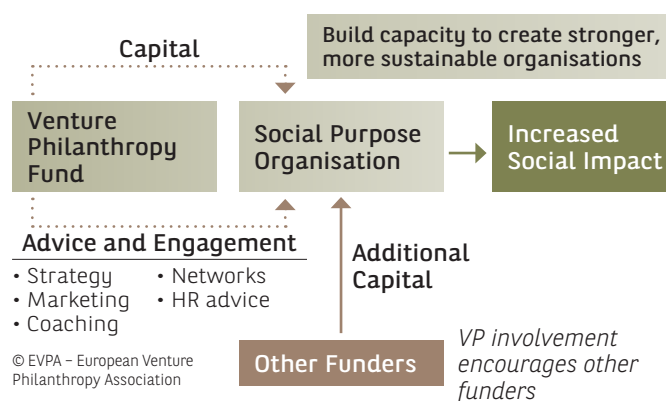 Capital
Build capacity to create stronger,
more sustainable organisations
Venture
Philanthropy
Fund
Social Purpose
Organisation
Increased
Social Impact
Advice and Engagement
• Strategy
• Marketing
• Coaching
• Networks
• HR advice
Additional
Capital
© EVPA – European Venture
Philanthropy Association
Other Funders
VP involvement
encourages other
funders